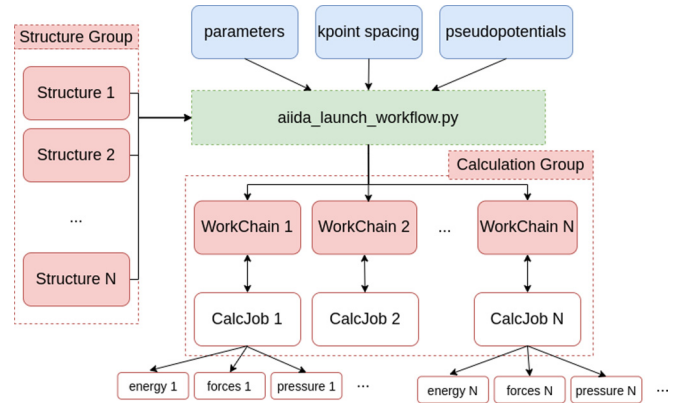 Structure Group
parameters
kpoint spacing
pseudopotentials
Structure 1
Structure 2
...
Structure N
aiida_launch_workflow.py
Calculation Group
WorkChain 1
WorkChain 2
...
WorkChain N
CalcJob 1
CalcJob 2
CalcJob N
energy 1
forces 1
pressure 1
...
energy N
forces N
pressure N
...